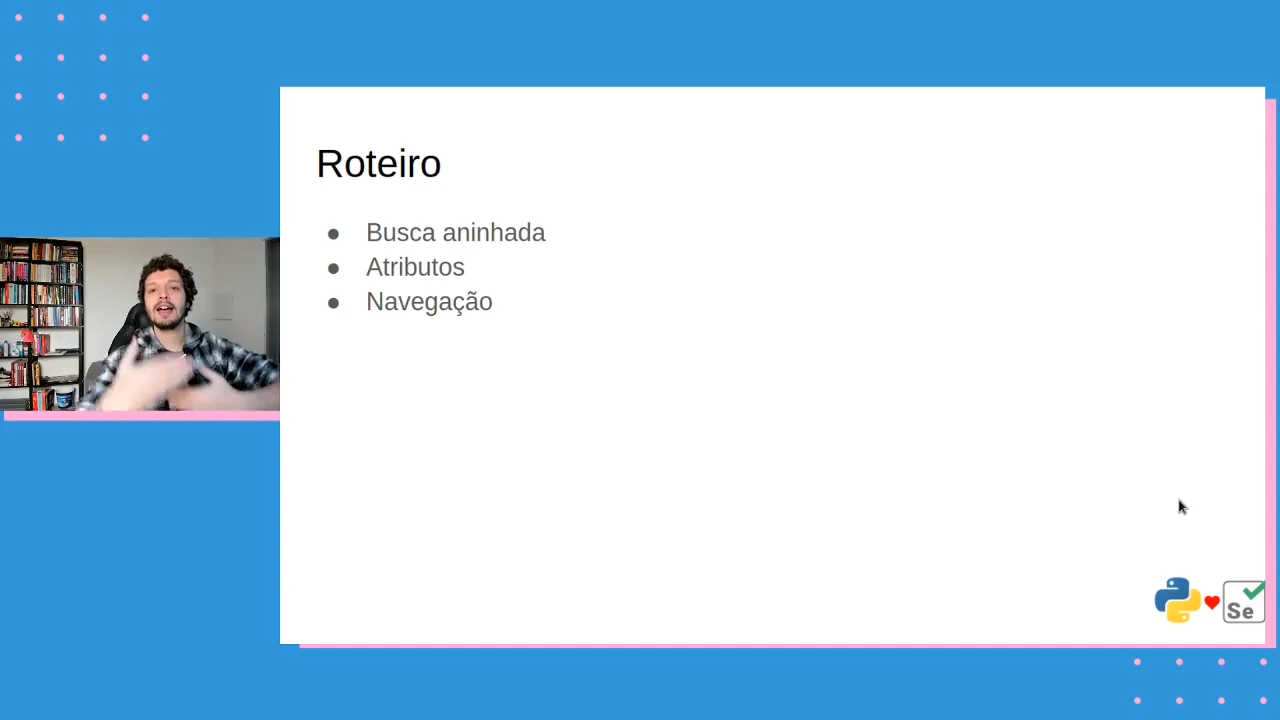 Roteiro
Busca aninhada
Atributos
Navegação
Se